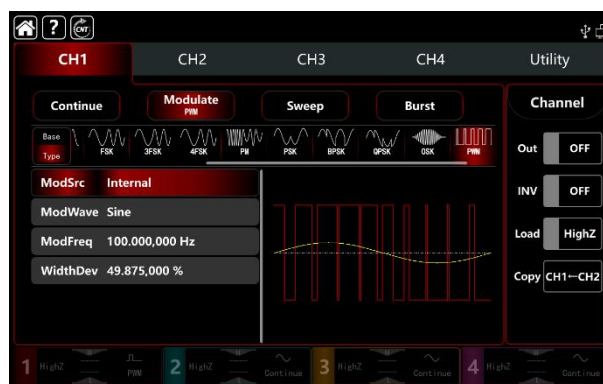 ? CNT
CH1 CH2 CH3 CH4 Utility
Continue Modulate Sweep Burst Channel
PWM
Base
Type FSK 3FSK 4FSK PM PSK BPSK QPSK OSK PWN
Out OFF
ModSrc Internal
INV OFF
ModWave Sine
Load HighZ
ModFreq 100.000,000 Hz
WidthDev 49.875,000 %
Copy CH1←CH2
1 HighZ PWM 2 HighZ Continue 3 HighZ Continue 4 HighZ Continue